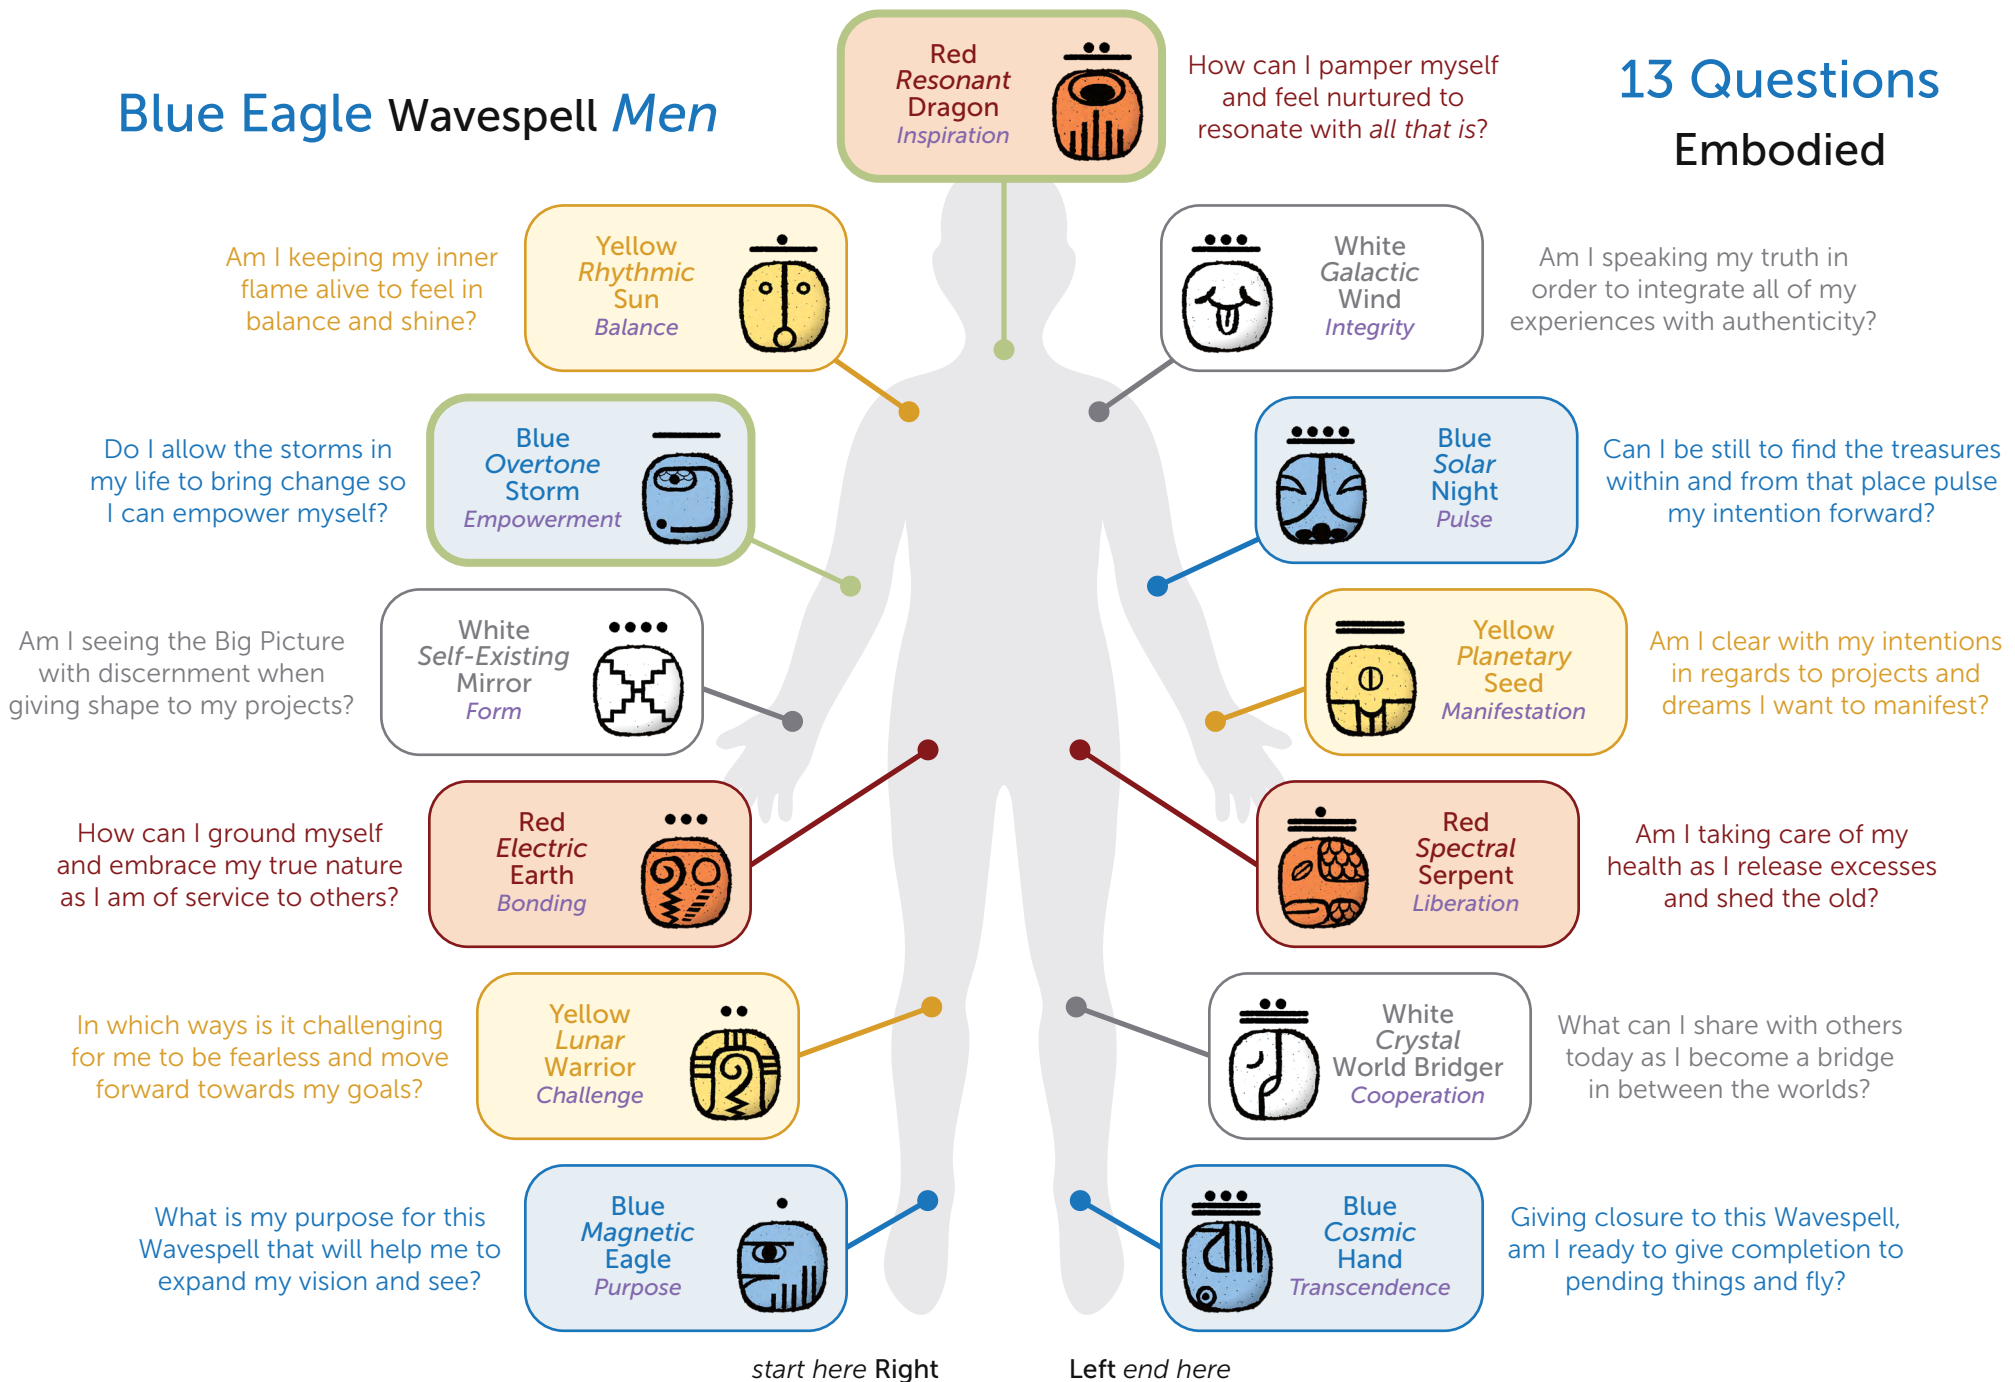 Blue Eagle Wavespell Men
13 Questions
Embodied
Red
Resonant
Dragon
Inspiration
How can I pamper myself
and feel nurtured to
resonate with all that is?
Am I keeping my inner
flame alive to feel in
balance and shine?
Yellow
Rhythmic
Sun
Balance
White
Galactic
Wind
Integrity
Am I speaking my truth in
order to integrate all of my
experiences with authenticity?
Do I allow the storms in
my life to bring change so
I can empower myself?
Blue
Overtone
Storm
Empowerment
Blue
Solar
Night
Pulse
Can I be still to find the treasures
within and from that place pulse
my intention forward?
Am I seeing the Big Picture
with discernment when
giving shape to my projects?
White
Self-Existing
Mirror
Form
Yellow
Planetary
Seed
Manifestation
Am I clear with my intentions
in regards to projects and
dreams I want to manifest?
How can I ground myself
and embrace my true nature
as I am of service to others?
Red
Electric
Earth
Bonding
Red
Spectral
Serpent
Liberation
Am I taking care of my
health as I release excesses
and shed the old?
In which ways is it challenging
for me to be fearless and move
forward towards my goals?
Yellow
Lunar
Warrior
Challenge
White
Crystal
World Bridger
Cooperation
What can I share with others
today as I become a bridge
in between the worlds?
What is my purpose for this
Wavespell that will help me to
expand my vision and see?
Blue
Magnetic
Eagle
Purpose
Blue
Cosmic
Hand
Transcendence
Giving closure to this Wavespell,
am I ready to give completion to
pending things and fly?
start here Right
Left end here